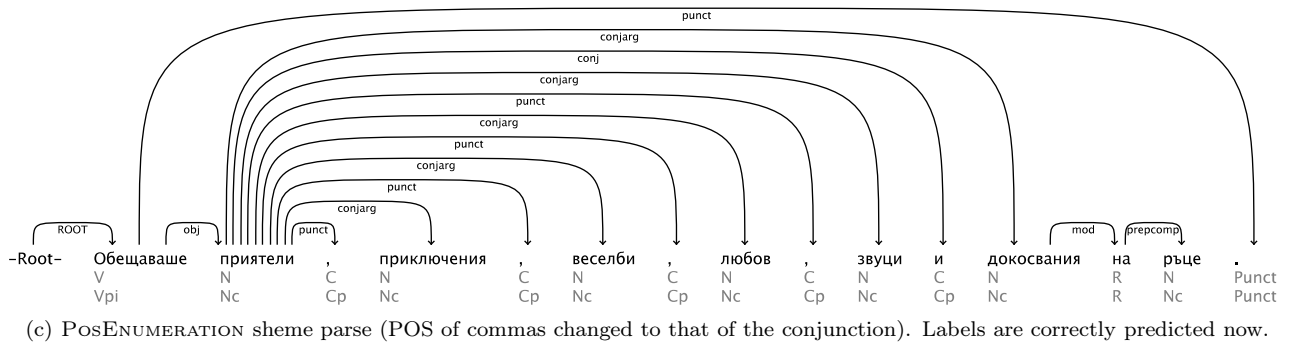 punct
conjarg
conj
conjarg
punct
conjarg
punct
conjarg
punct
conjarg
ROOT obj punct mod prepcomp
–Root– Обещаваше приятели , приключения , веселби , любов , звуци и докосвания на ръце .
V N C N C N C N C N C N R N Punct
Vpi Nc Cp Nc Cp Nc Cp Nc Cp Nc Cp Nc R Nc Punct
(c) PosEnumeration sheme parse (POS of commas changed to that of the conjunction). Labels are correctly predicted now.